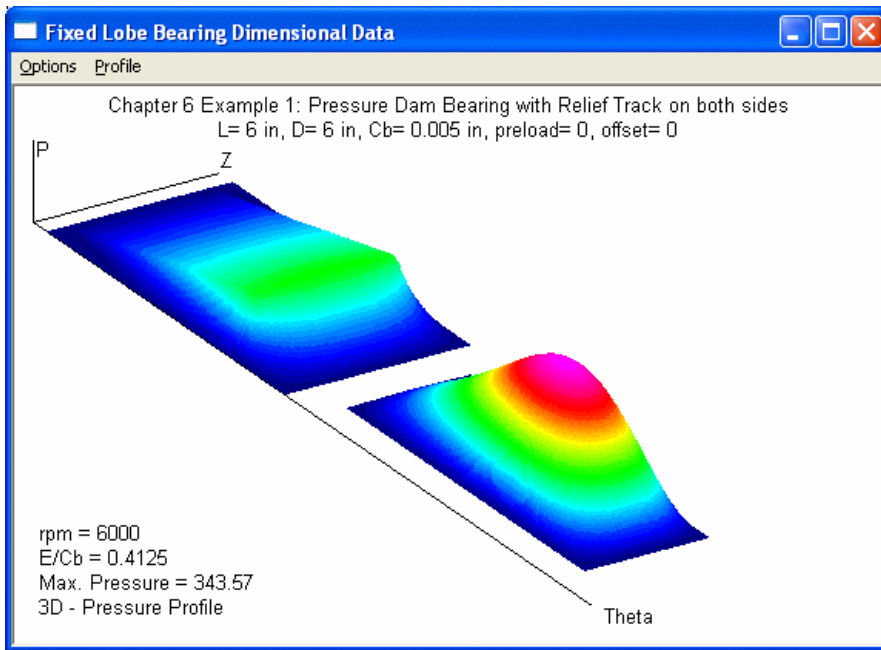 Fixed Lobe Bearing Dimensional Data
Options Profile
Chapter 6 Example 1: Pressure Dam Bearing with Relief Track on both sides
L= 6 in, D= 6 in, Cb= 0.005 in, preload= 0, offset= 0
P
Z
rpm = 6000
E/Cb = 0.4125
Max. Pressure = 343.57
3D - Pressure Profile
Theta